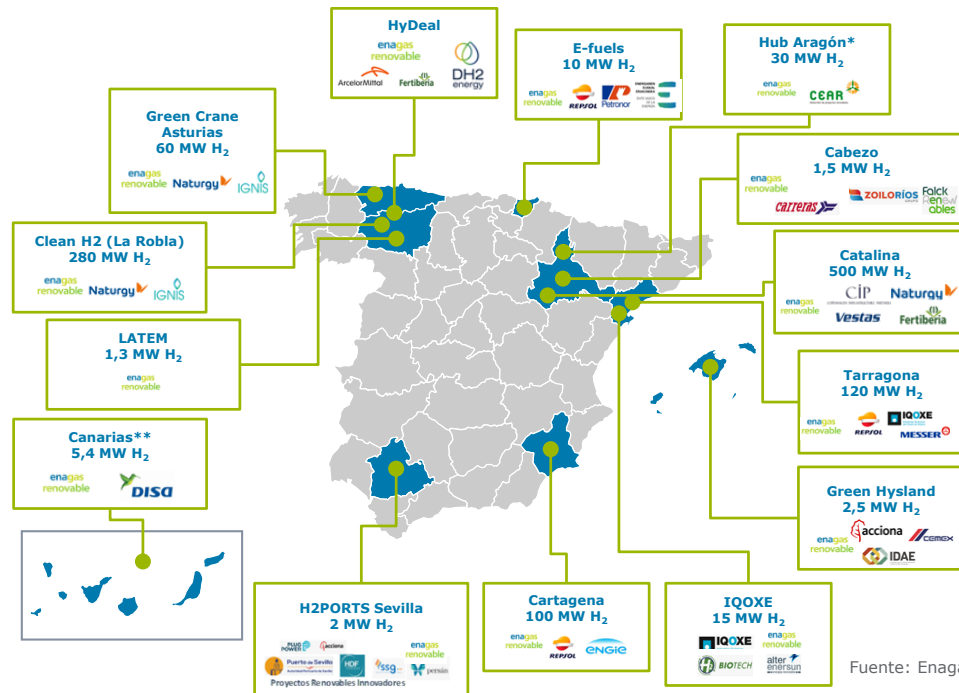 HyDeal
enagas
renovable
ArcelorMittal
Fertiberia
DH2
energy
E-fuels
10 MW H₂
enagas
renovable
REPSOL
Petronor
Hub Aragón*
30 MW H₂
enagas
renovable
CEAR
Green Crane
Asturias
60 MW H₂
enagas
renovable
Naturgy
IGNIS
Cabezo
1,5 MW H₂
enagas
renovable
carreras
ZOILORÍOS
Falck
Renew
ables
Clean H2 (La Robla)
280 MW H₂
enagas
renovable
Naturgy
IGNIS
Catalina
500 MW H₂
enagas
renovable
CIP
Naturgy
Vestas
Fertiberia
LATEM
1,3 MW H₂
enagas
renovable
Tarragona
120 MW H₂
enagas
renovable
REPSOL
IQOXE
MESSER
Canarias**
5,4 MW H₂
enagas
renovable
DISA
Green Hysland
2,5 MW H₂
enagas
renovable
acciona
CEMEX
IDAE
H2PORTS Sevilla
2 MW H₂
PLUG
POWER
acciona
enagas
renovable
Puerto de Sevilla
HDF
ssg
persán
Proyectos Renovables Innovadores
Cartagena
100 MW H₂
enagas
renovable
REPSOL
ENGIE
IQOXE
15 MW H₂
IQOXE
enagas
renovable
H₂
BIOTECH
alter
enersun
Fuente: Enaga